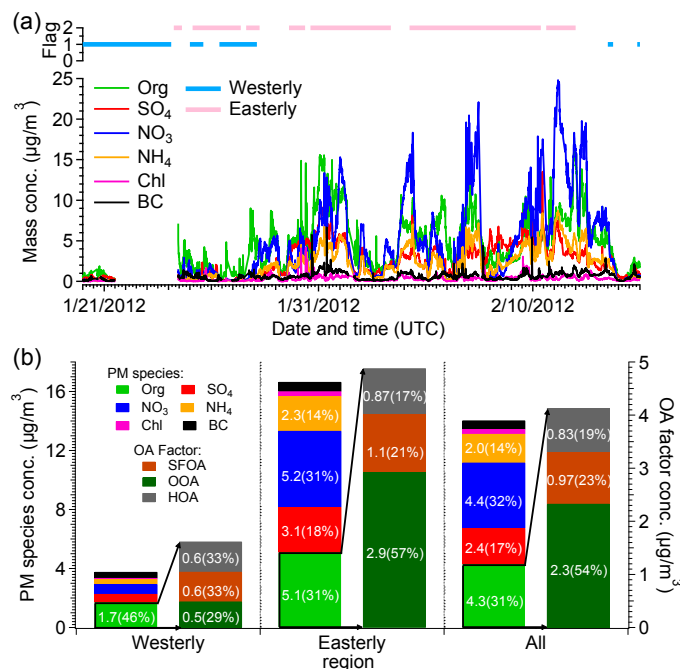 (a)
Flag
2
1
0
Mass conc. (µg/m³)
25
20
15
10
5
0
Org
SO₄
NO₃
NH₄
Chl
BC
Westerly
Easterly
1/21/2012 1/31/2012 2/10/2012
Date and time (UTC)
(b)
PM species conc. (µg/m³)
16
12
8
4
0
PM species:
Org SO₄
NO₃ NH₄
Chl BC
OA Factor:
SFOA
OOA
HOA
1.7(46%)
0.6(33%)
0.6(33%)
0.5(29%)
2.3(14%)
5.2(31%)
3.1(18%)
5.1(31%)
0.87(17%)
1.1(21%)
2.9(57%)
2.0(14%)
4.4(32%)
2.4(17%)
4.3(31%)
0.83(19%)
0.97(23%)
2.3(54%)
5
4
3
2
1
0
OA factor conc. (µg/m³)
Westerly Easterly All
region